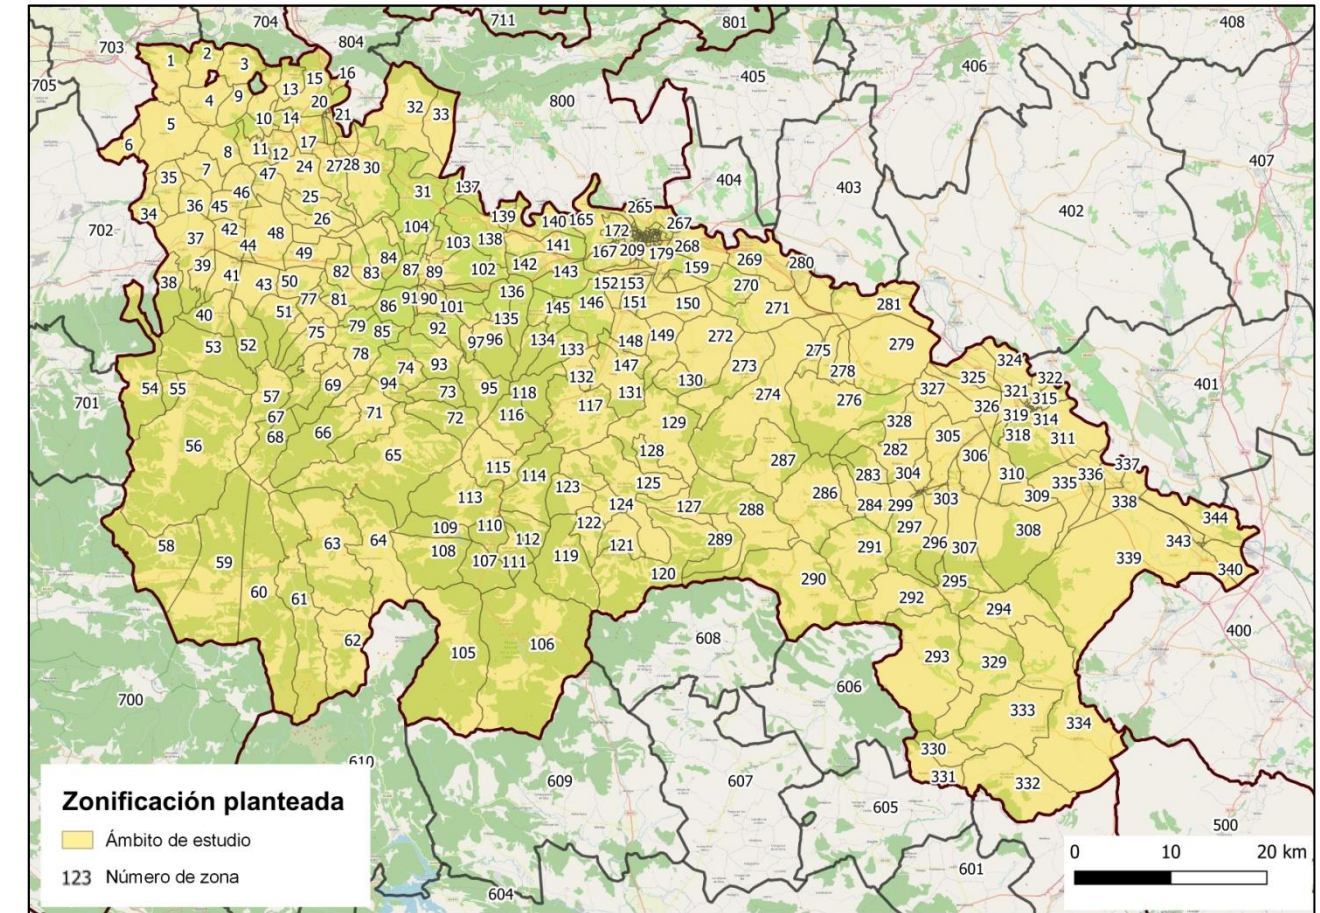 704 711 801 408
703 804
705
1 2 3 16 405 406
13 15
4 9 20 32 33 800
5 10 14 21
6 8 11 12 17 407
7 47 24 27 28 30
35 46 25 31 137 404 403
34 36 45 26 139 140 165 265 402
702 37 42 48 104 172 267
44 49 103 138 141 167 209 179 268
39 84 142 159 269 280
38 41 43 50 82 83 87 89 102 143 152 153 270
40 51 77 81 86 91 90 101 136 145 146 151 150 271 281
53 52 75 79 85 92 135 134 148 149 272 275 279 324
78 97 96 133 147 273 278 325 322
54 55 69 74 93 132 130 327 321 401
701 57 94 73 95 118 117 131 274 276 326 315
67 71 72 116 129 328 319 314
56 68 66 65 128 287 282 305 318 311
115 114 125 283 304 306 310 335 336 337
113 123 124 127 286 303 309 338
58 63 64 109 110 122 288 284 299 297 308 344
59 108 112 121 289 291 296 307 343
107 111 119 120 290 295 339 340
60 61 292 294
62 105 106 608 293 329 400
700 606 333 334
610 609 607 330 331 332
605 500
604 601
Zonificación planteada
Ámbito de estudio
123 Número de zona
0 10 20 km